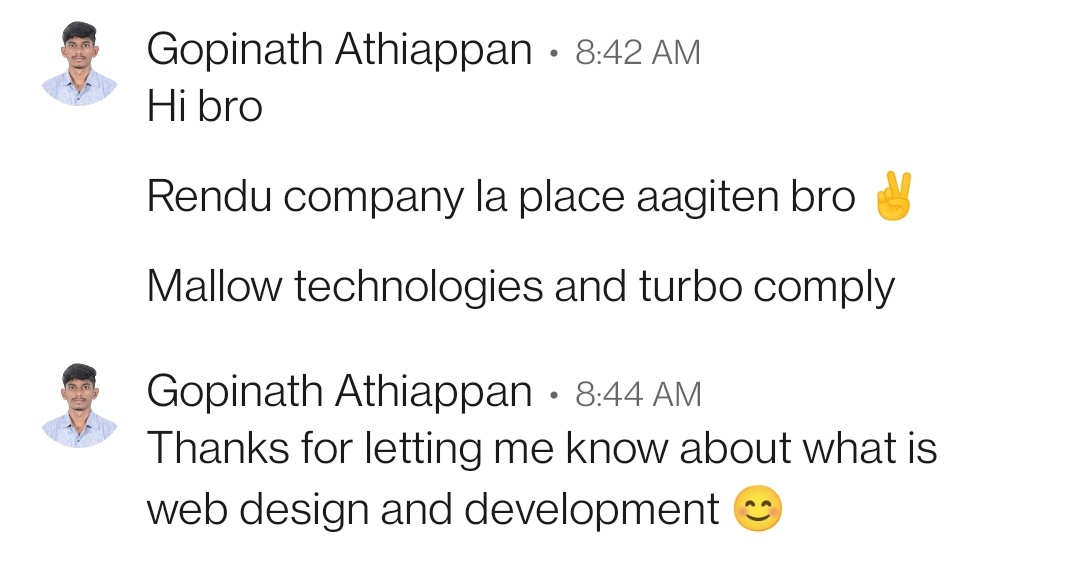 Gopinath Athiappan • 8:42 AM
Hi bro
Rendu company la place aagiten bro ✌️
Mallow technologies and turbo comply
Gopinath Athiappan • 8:44 AM
Thanks for letting me know about what is
web design and development 😊